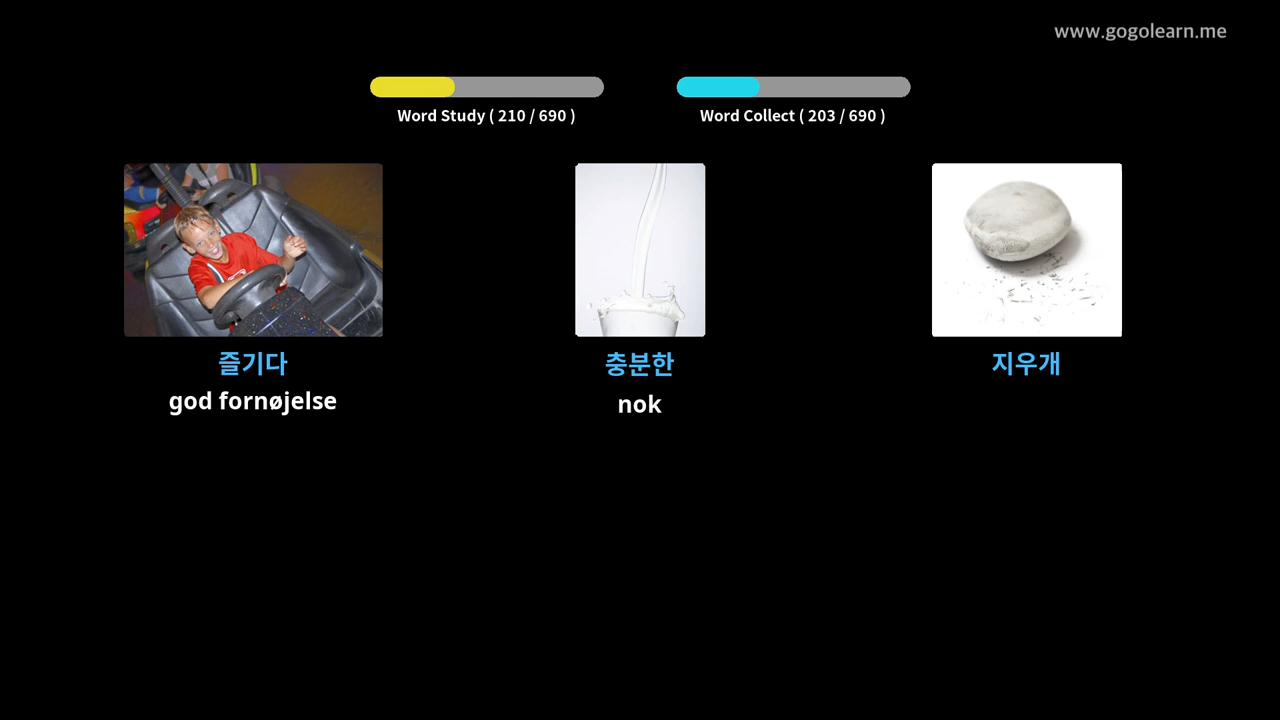 www.gogolearn.me
Word Study ( 210 / 690 )
Word Collect ( 203 / 690 )
즐기다
god fornøjelse
충분한
nok
지우개